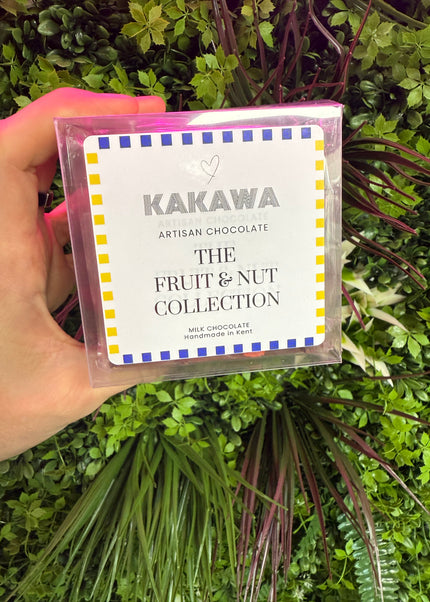 KAKAWA
ARTISAN CHOCOLATE
THE
FRUIT & NUT
COLLECTION
MILK CHOCOLATE
Handmade in Kent